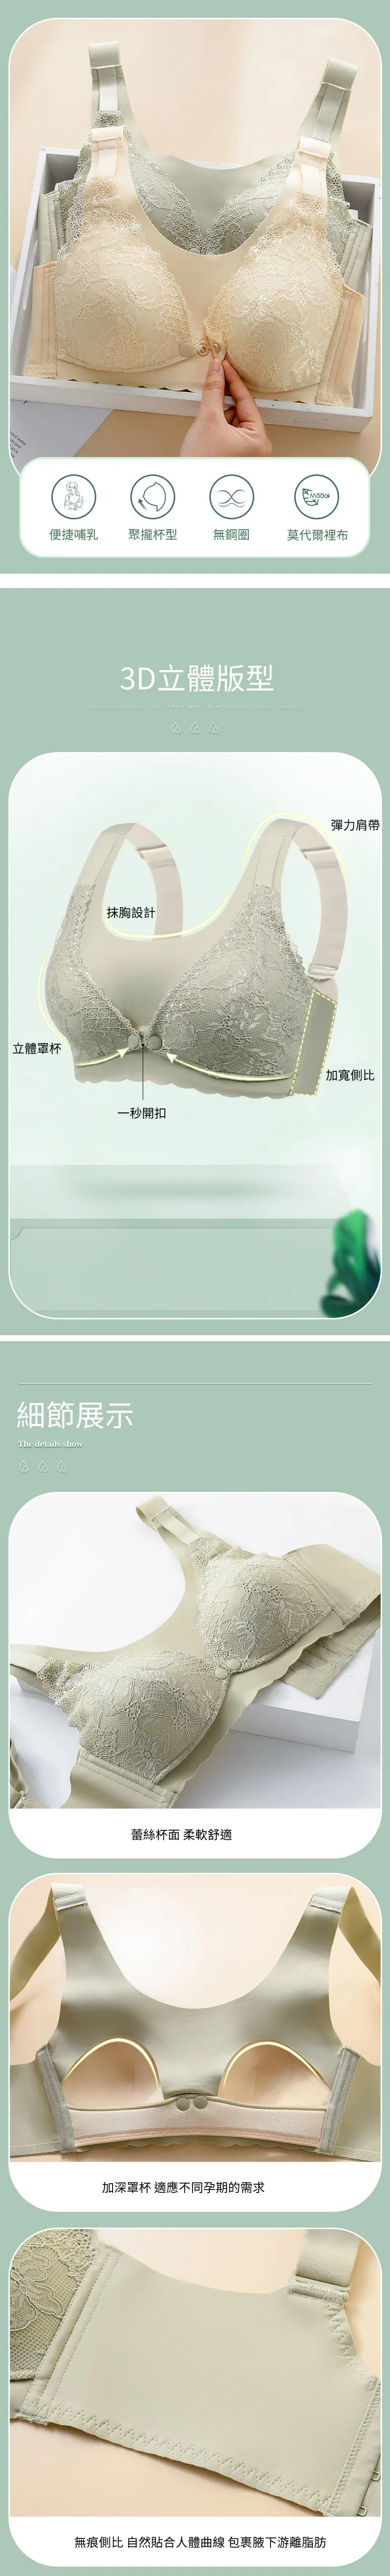 Modal
便捷哺乳
聚攏杯型
無鋼圈
莫代爾裡布
3D立體版型
彈力肩帶
抹胸設計
立體罩杯
加寬側比
一秒開扣
細節展示
The details show
蕾絲杯面 柔軟舒適
加深罩杯 適應不同孕期的需求
無痕側比 自然貼合人體曲線 包裹腋下游離脂肪